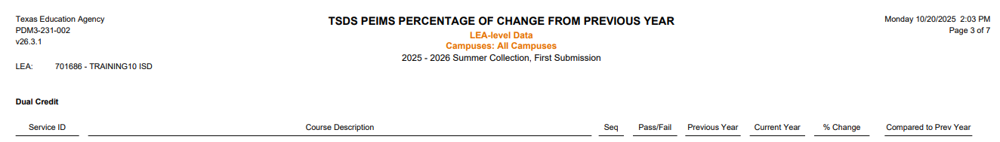 Texas Education Agency
PDM3-231-002
v26.3.1
TSDS PEIMS PERCENTAGE OF CHANGE FROM PREVIOUS YEAR
LEA-level Data
Campuses: All Campuses
2025 - 2026 Summer Collection, First Submission
Monday 10/20/2025 2:03 PM
Page 3 of 7
LEA: 701686 - TRAINING10 ISD
Dual Credit
Service ID Course Description Seq Pass/Fail Previous Year Current Year % Change Compared to Prev Year